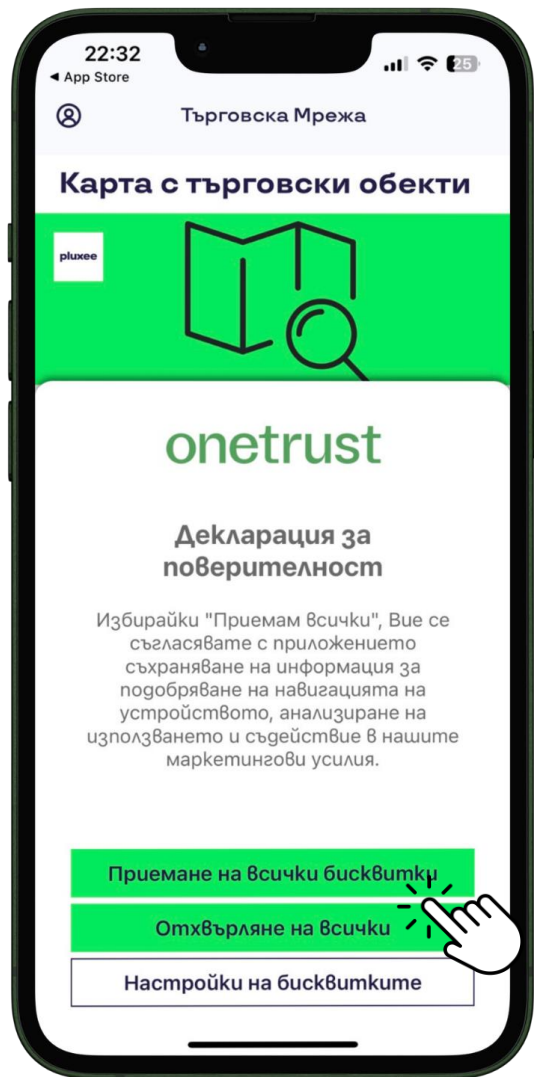 22:32
25
◀ App Store
Търговска Мрежа
Карта с търговски обекти
pluxee
onetrust
Декларация за
поверителност
Избирайки "Приемам всички", Вие се
съгласявате с приложението
съхраняване на информация за
подобряване на навигацията на
устройството, анализиране на
използването и съдействие в нашите
маркетингови усилия.
Приемане на всички бисквитки
Отхвърляне на всички
Настройки на бисквитките